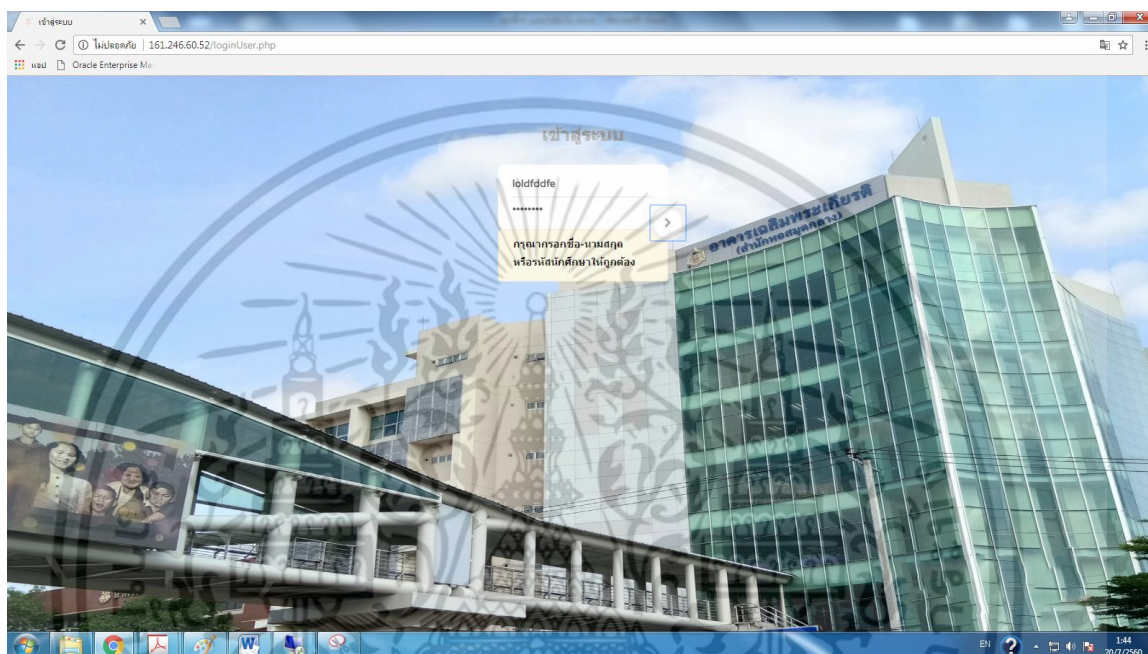 เข้าสู่ระบบ
ไม่ปลอดภัย | 161.246.60.52/loginUser.php
แอป Oracle Enterprise Ma
เข้าสู่ระบบ
loldfddfe
••••••••
กรุณากรอกชื่อ-นามสกุล
หรือรหัสนักศึกษาให้ถูกต้อง
อาคารเฉลิมพระเกียรติ
(สำนักหอสมุดกลาง)
EN
1:44
20/7/2560